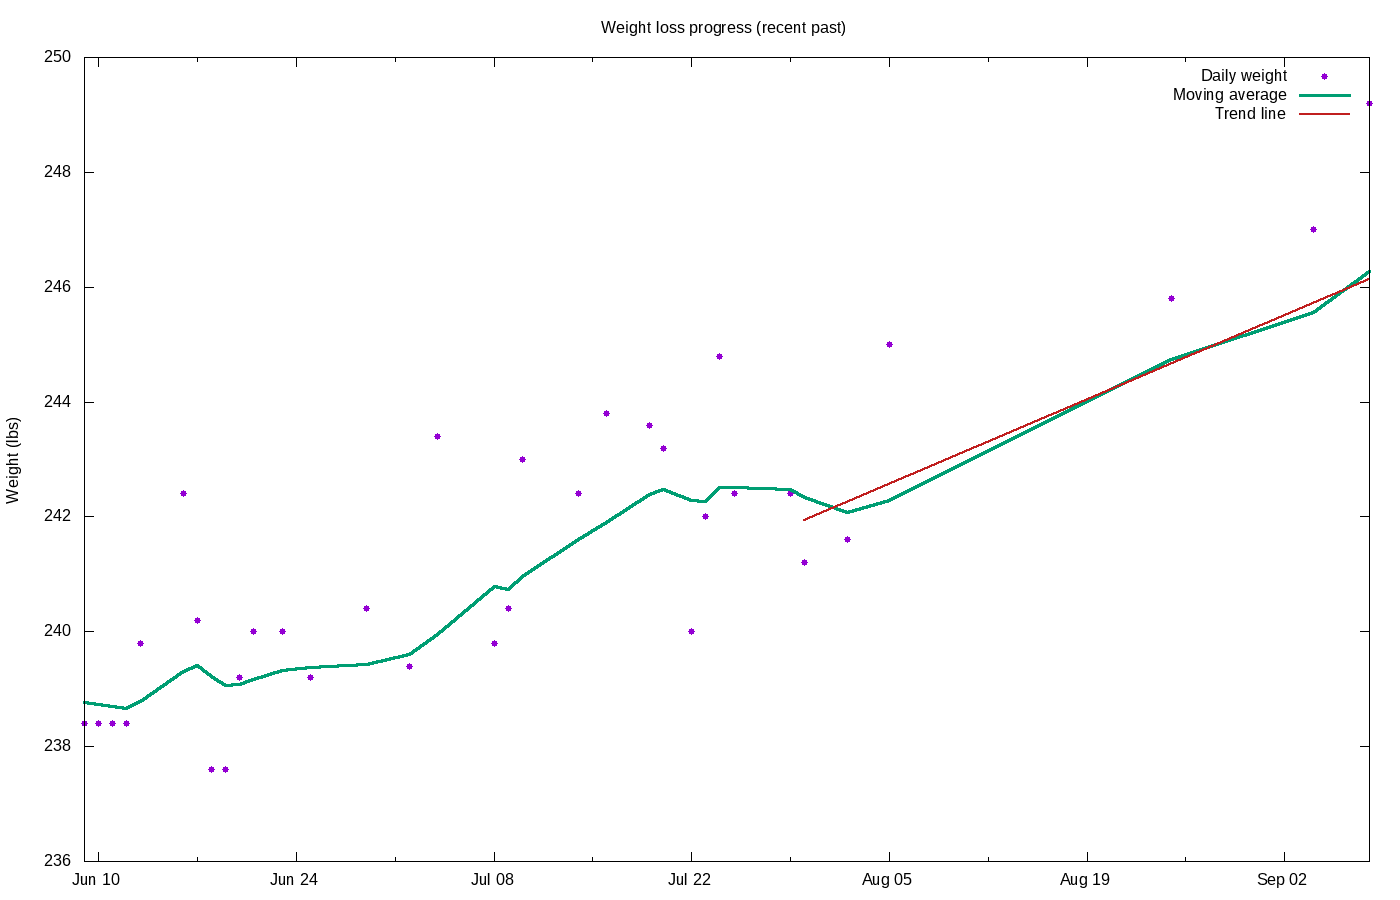 Weight loss progress (recent past)
250
248
246
244
242
240
238
236
Weight (lbs)
Daily weight
Moving average
Trend line
Jun 10 Jun 24 Jul 08 Jul 22 Aug 05 Aug 19 Sep 02